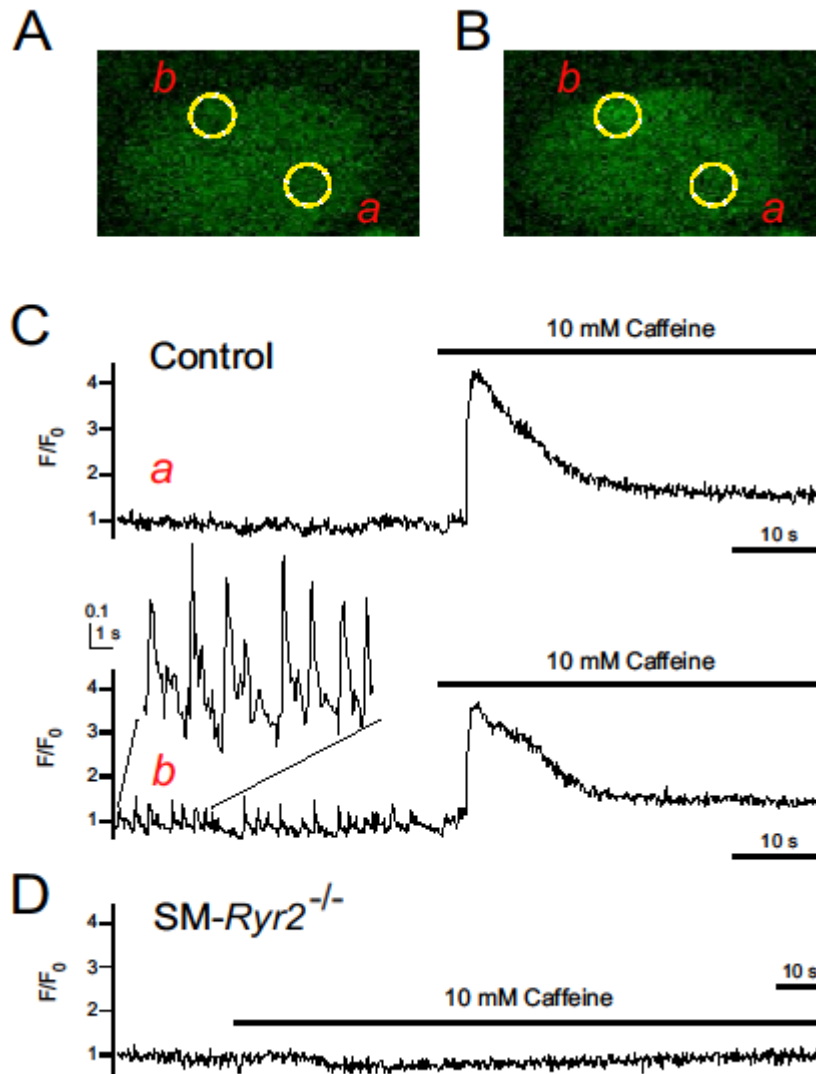 A
B
b
a
b
a
C
10 mM Caffeine
Control
4
3
2
1
F/F0
a
10 s
0.1
1 s
10 mM Caffeine
4
3
2
1
F/F0
b
10 s
D
SM-Ryr2-/-
4
3
2
1
F/F0
10 s
10 mM Caffeine